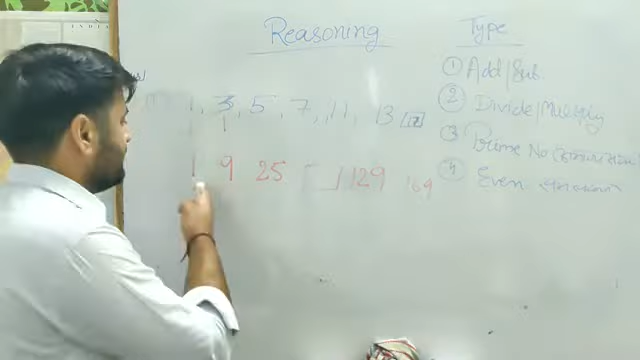 Reasoning
Type
① Add/Sub.
② Divide/Multiply
③ Prime No
④ Even
1, 3, 5, 7, 11, 13
1
1 9 25 129 169